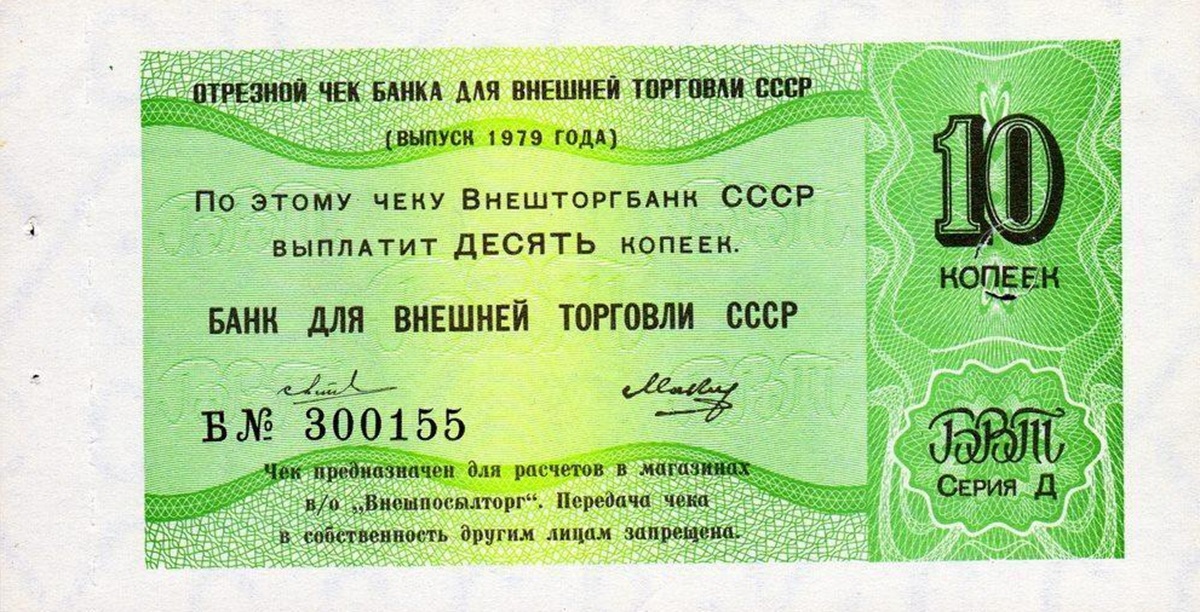 ОТРЕЗНОЙ ЧЕК БАНКА ДЛЯ ВНЕШНЕЙ ТОРГОВЛИ СССР
(ВЫПУСК 1979 ГОДА)
По этому чеку Внешторгбанк СССР
выплатит ДЕСЯТЬ копеек.
БАНК ДЛЯ ВНЕШНЕЙ ТОРГОВЛИ СССР
Б № 300155
Чек предназначен для расчетов в магазинах
в/о „Внешпосылторг“. Передача чека
в собственность другим лицам запрещена.
10
КОПЕЕК
БВТ
Серия Д